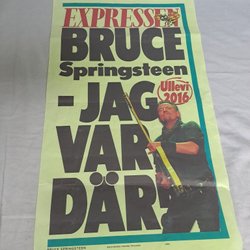 EXPRESSEN
BRUCE
Springsteen
- JAG
Ullevi
2016
VAR
DÄR!